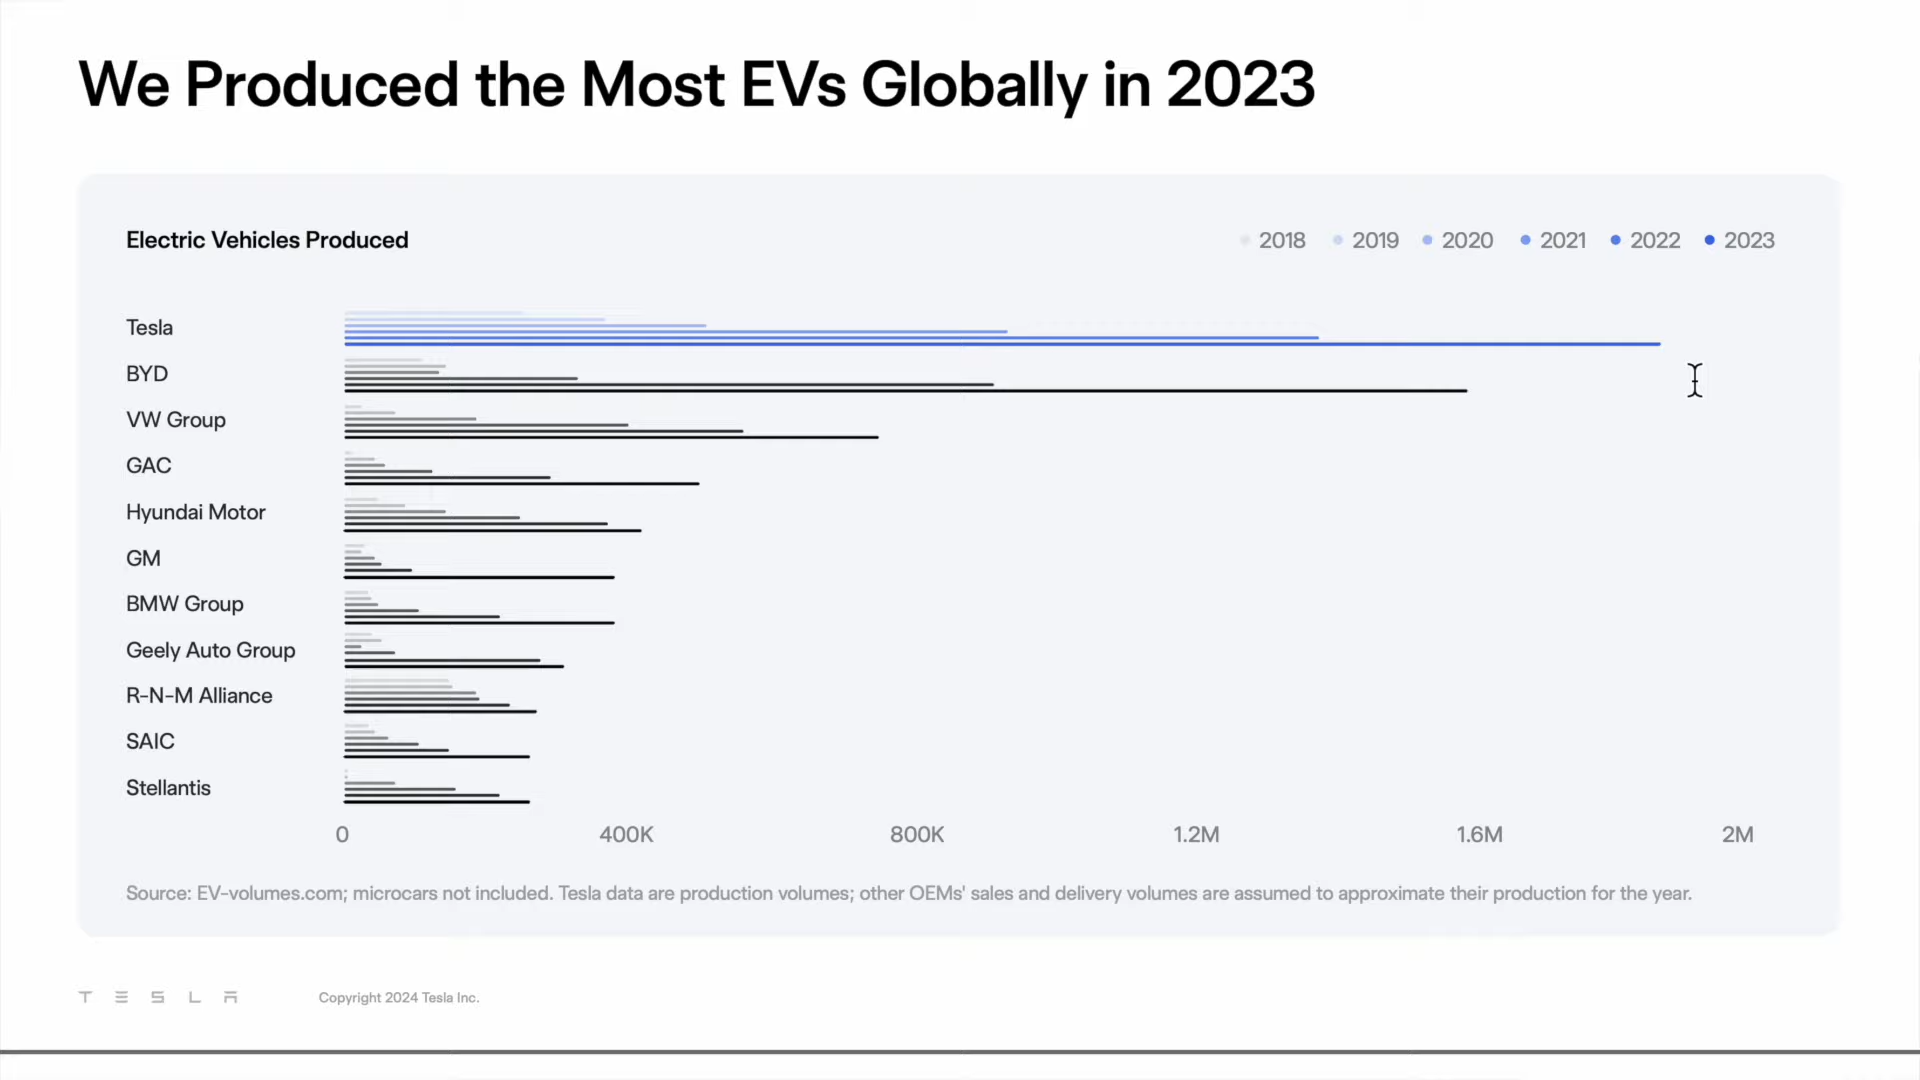 We Produced the Most EVs Globally in 2023
Electric Vehicles Produced
2018 2019 2020 2021 2022 2023
Tesla
BYD
VW Group
GAC
Hyundai Motor
GM
BMW Group
Geely Auto Group
R-N-M Alliance
SAIC
Stellantis
0 400K 800K 1.2M 1.6M 2M
Source: EV-volumes.com; microcars not included. Tesla data are production volumes; other OEMs' sales and delivery volumes are assumed to approximate their production for the year.
TESLA Copyright 2024 Tesla Inc.